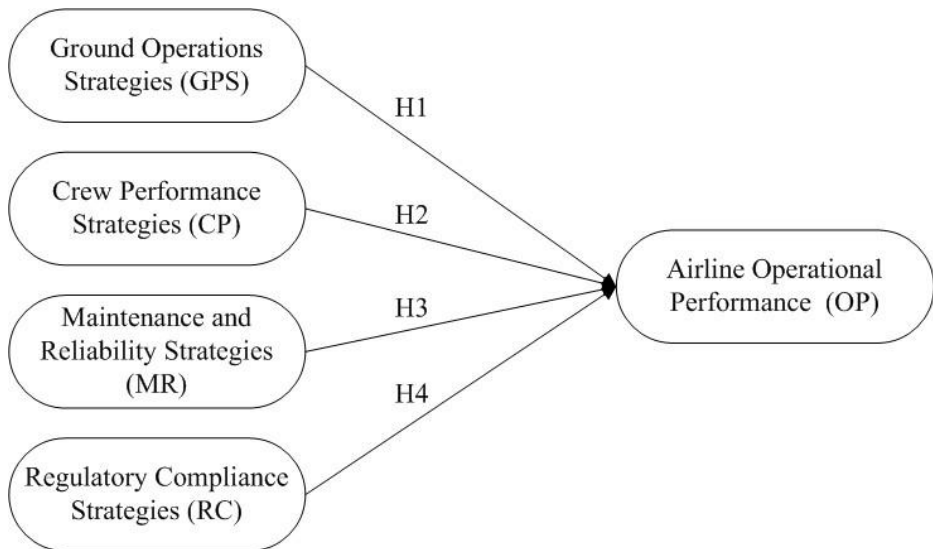 Ground Operations
Strategies (GPS)
H1
Crew Performance
Strategies (CP)
H2
Airline Operational
Performance (OP)
Maintenance and
Reliability Strategies
(MR)
H3
H4
Regulatory Compliance
Strategies (RC)